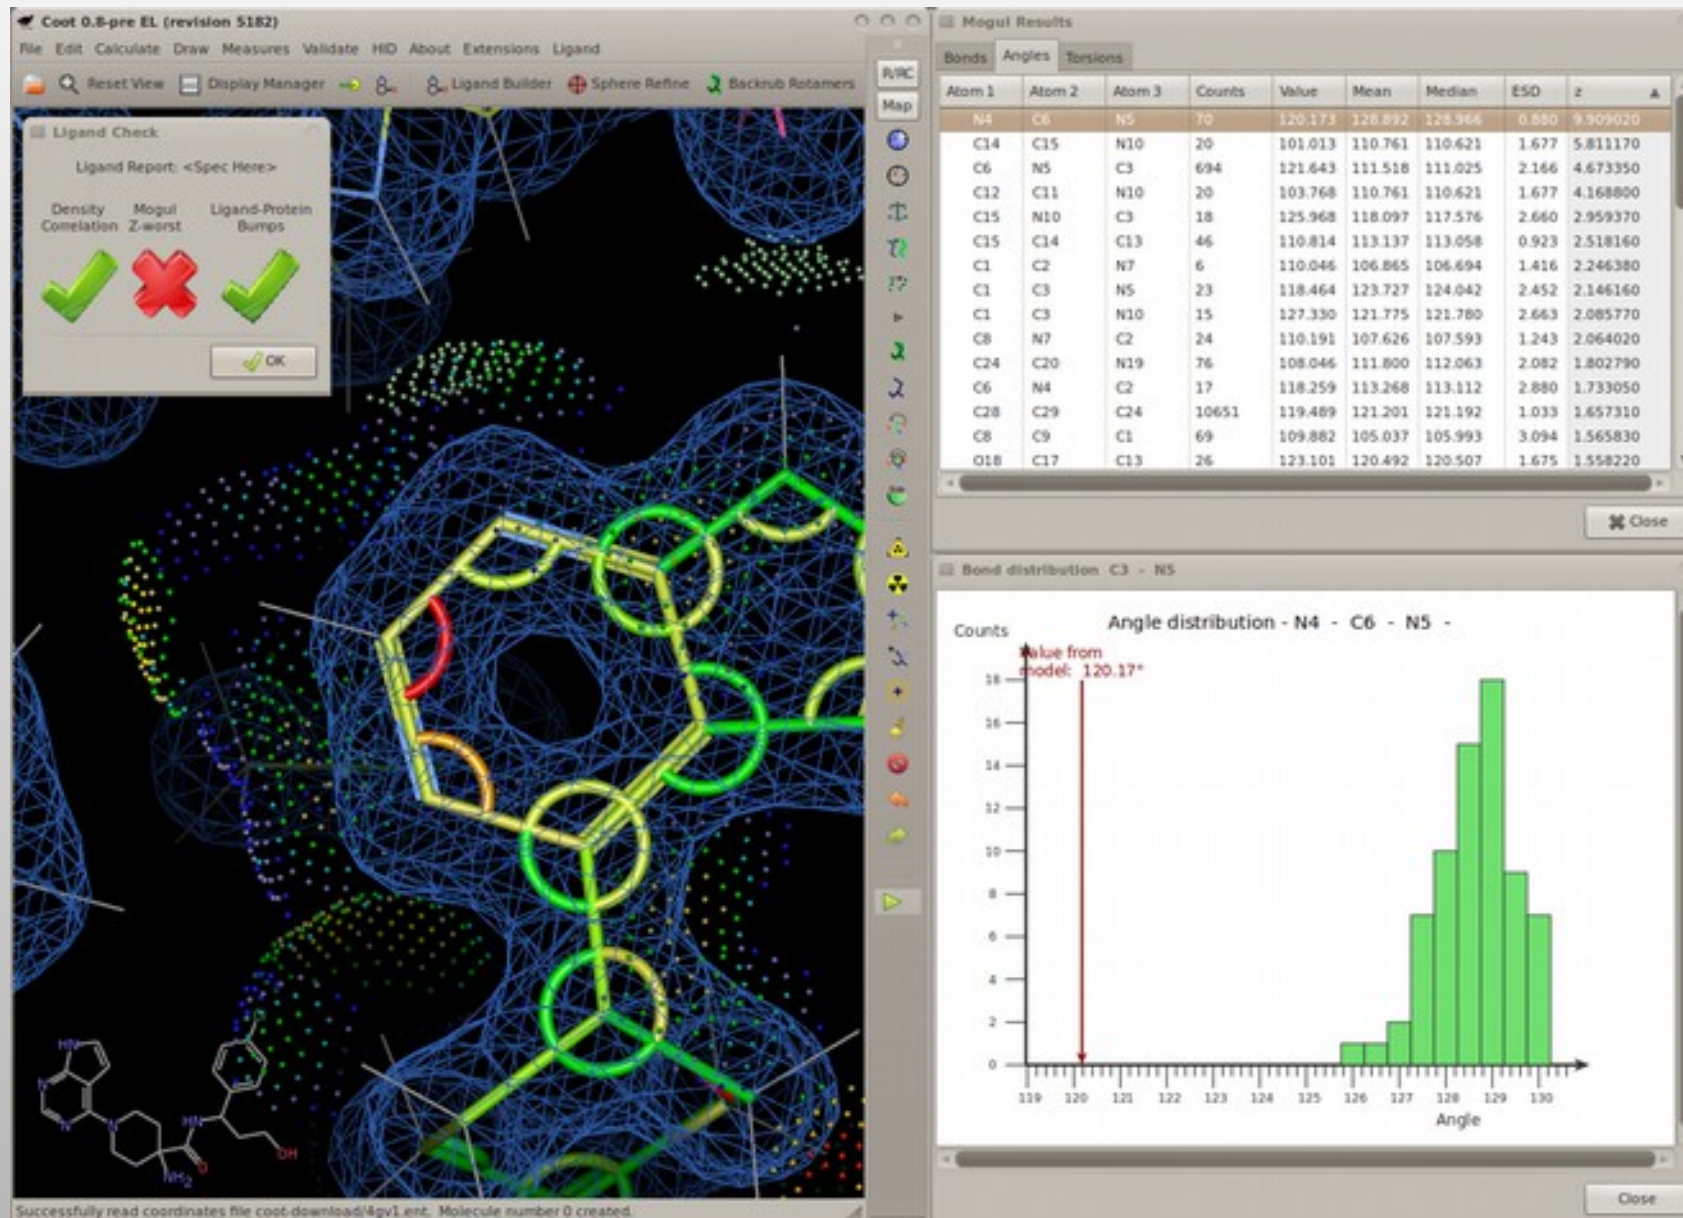 Coot 0.8-pre EL (revision 5182)
File Edit Calculate Draw Measures Validate HID About Extensions Ligand
Reset View Display Manager Ligand Builder Sphere Refine Backrub Rotamers
R/RC
Map
Ligand Check
Ligand Report: <Spec Here>
Density Correlation Mogul Z-worst Ligand-Protein Bumps
OK
HN
N
N
N
HN
NH2
O
OH
Successfully read coordinates file coot-download/4gv1.ent. Molecule number 0 created.
Mogul Results
Bonds Angles Torsions
Atom 1 Atom 2 Atom 3 Counts Value Mean Median ESD z
N4 C6 N5 70 120.173 128.892 128.966 0.880 9.909020
C14 C15 N10 20 101.013 110.761 110.621 1.677 5.811170
C6 N5 C3 694 121.643 111.518 111.025 2.166 4.673350
C12 C11 N10 20 103.768 110.761 110.621 1.677 4.168800
C15 N10 C3 18 125.968 118.097 117.576 2.660 2.959370
C15 C14 C13 46 110.814 113.137 113.058 0.923 2.518160
C1 C2 N7 6 110.046 106.865 106.694 1.416 2.246380
C1 C3 N5 23 118.464 123.727 124.042 2.452 2.146160
C1 C3 N10 15 127.330 121.775 121.780 2.663 2.085770
C8 N7 C2 24 110.191 107.626 107.593 1.243 2.064020
C24 C20 N19 76 108.046 111.800 112.063 2.082 1.802790
C6 N4 C2 17 118.259 113.268 113.112 2.880 1.733050
C28 C29 C24 10651 119.489 121.201 121.192 1.033 1.657310
C8 C9 C1 69 109.882 105.037 105.993 3.094 1.565830
O18 C17 C13 26 123.101 120.492 120.507 1.675 1.558220
Close
Bond distribution C3 - N5
Angle distribution - N4 - C6 - N5 -
Counts
Value from
model: 120.17°
18
16
14
12
10
8
6
4
2
0
119 120 121 122 123 124 125 126 127 128 129 130
Angle
Close